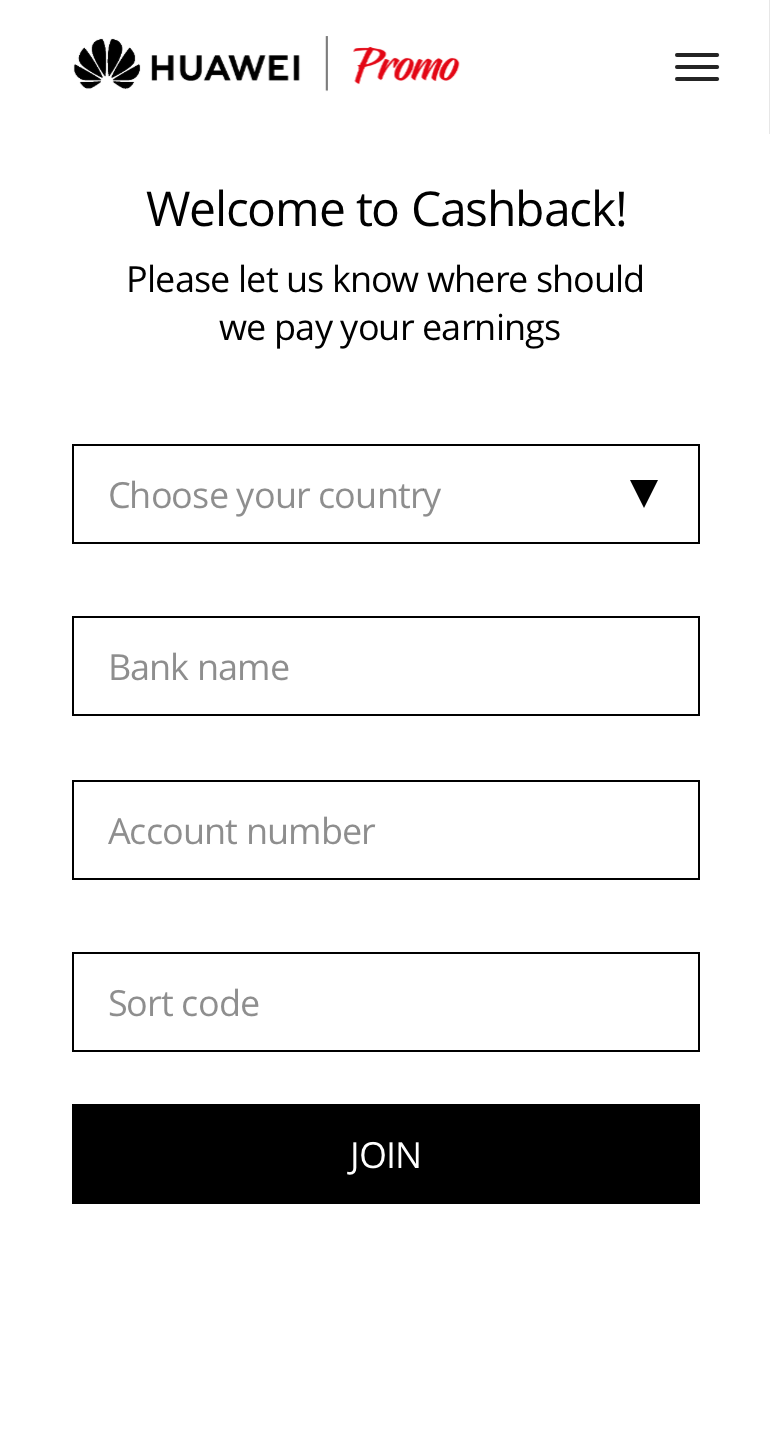 HUAWEI | Promo
Welcome to Cashback!
Please let us know where should
we pay your earnings
Choose your country
Bank name
Account number
Sort code
JOIN